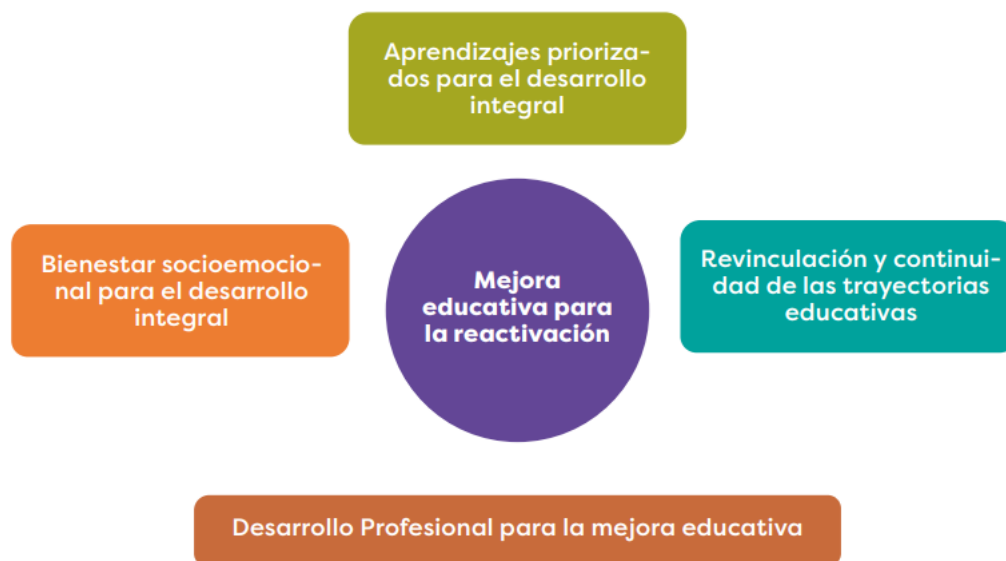 Aprendizajes prioriza-
dos para el desarrollo
integral
Bienestar socioemocio-
nal para el desarrollo
integral
Mejora
educativa para
la reactivación
Revinculación y continui-
dad de las trayectorias
educativas
Desarrollo Profesional para la mejora educativa